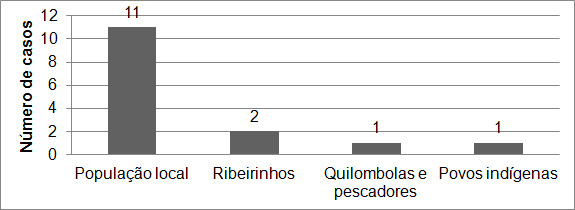 Número de casos
12
10
8
6
4
2
0
11
2
1
1
População local
Ribeirinhos
Quilombolas e
pescadores
Povos indígenas